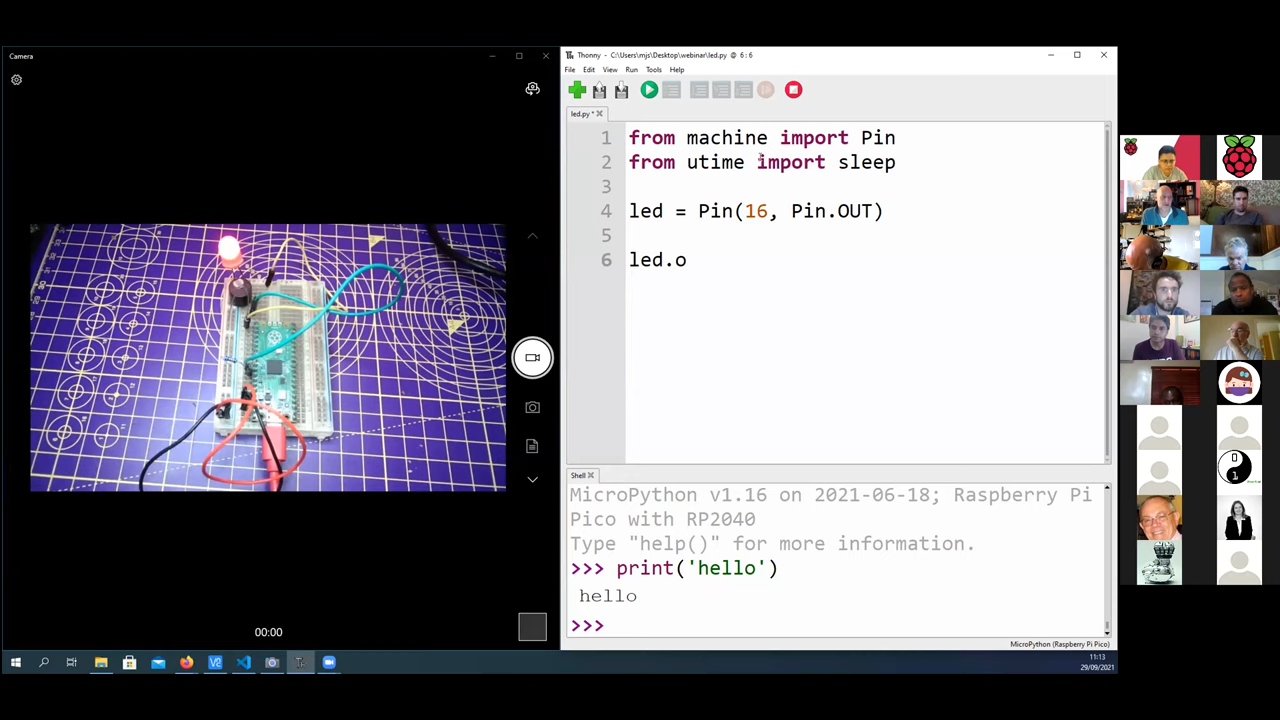 Camera
Thonny - C:\Users\mjs\Desktop\webinar\led.py @ 6:6
File Edit View Run Tools Help
led.py *
1 from machine import Pin
2 from utime import sleep
3
4 led = Pin(16, Pin.OUT)
5
6 led.o
Shell
MicroPython v1.16 on 2021-06-18; Raspberry Pi
Pico with RP2040
Type "help()" for more information.
>>> print('hello')
hello
>>>
MicroPython (Raspberry Pi Pico)
00:00
11:13
29/09/2021